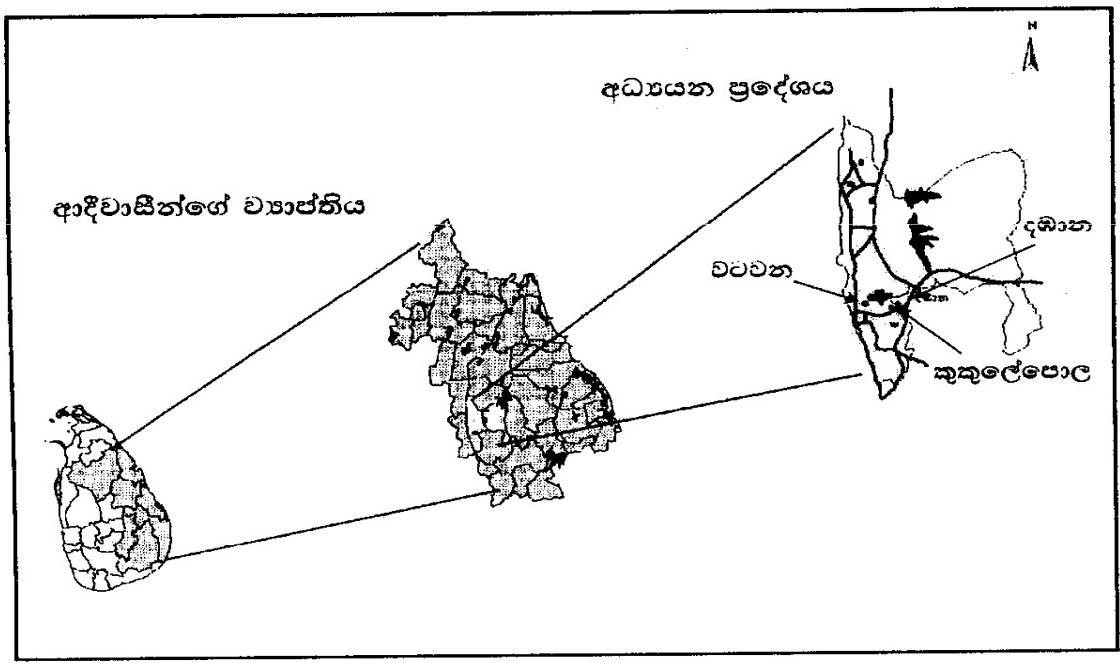 N
අධ්‍යයන ප්‍රදේශය
ආදීවාසීන්ගේ ව්‍යාප්තිය
දඹාන
වටවන
කුකුලේපොල